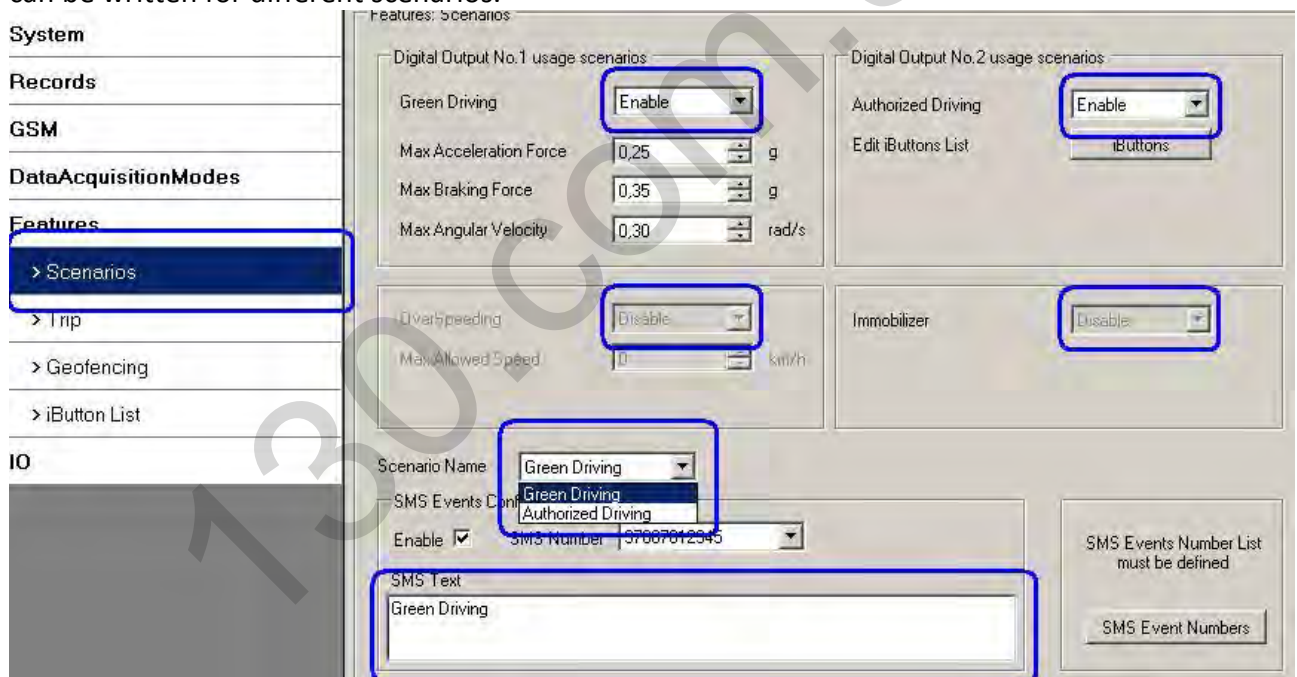 can be written for different scenarios.
System
Records
GSM
DataAcquisitionModes
Features
> Scenarios
> Trip
> Geofencing
> iButton List
IO
Features: Scenarios
Digital Output No.1 usage scenarios
Green Driving Enable
Max Acceleration Force 0,25 g
Max Braking Force 0,35 g
Max Angular Velocity 0,30 rad/s
Digital Output No.2 usage scenarios
Authorized Driving Enable
Edit iButtons List iButtons
OverSpeeding Disable
Max Allowed Speed 0 km/h
Immobilizer Disable
Scenario Name Green Driving
Green Driving
Authorized Driving
SMS Events
Enable SMS Number 37067012345
SMS Text
Green Driving
SMS Events Number List
must be defined
SMS Event Numbers
130.com.